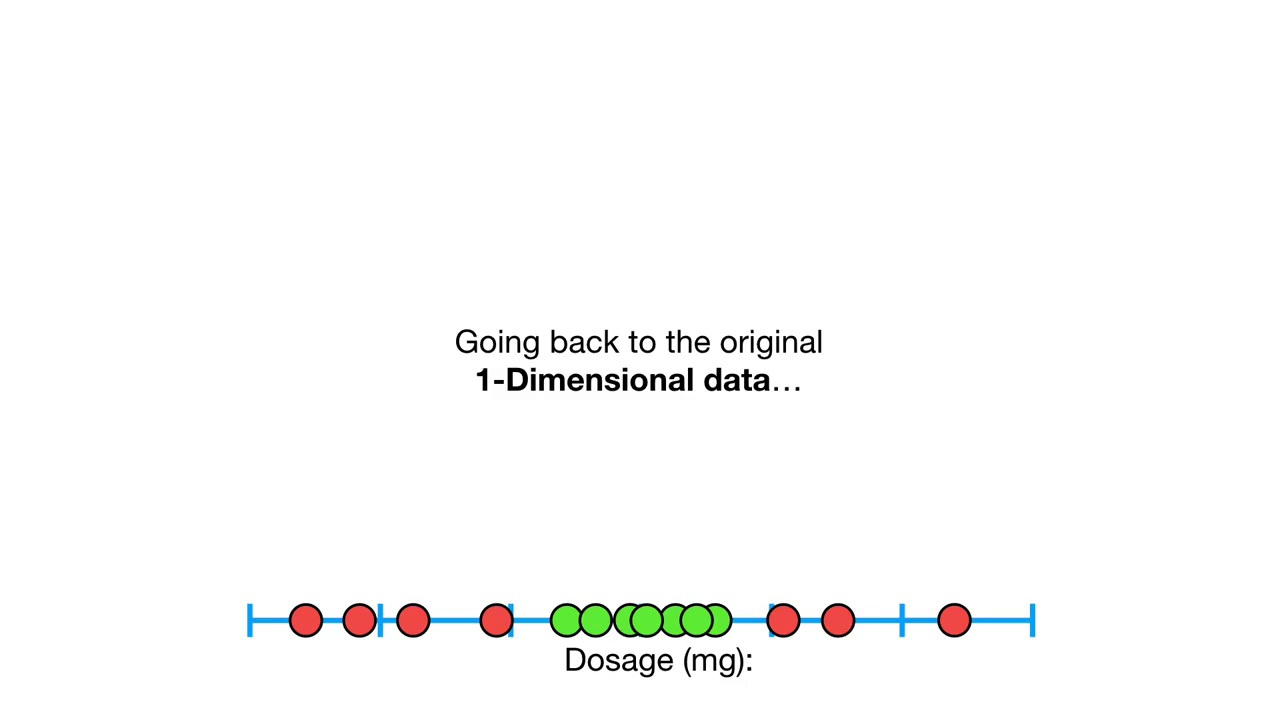 Going back to the original
1-Dimensional data…
Dosage (mg):